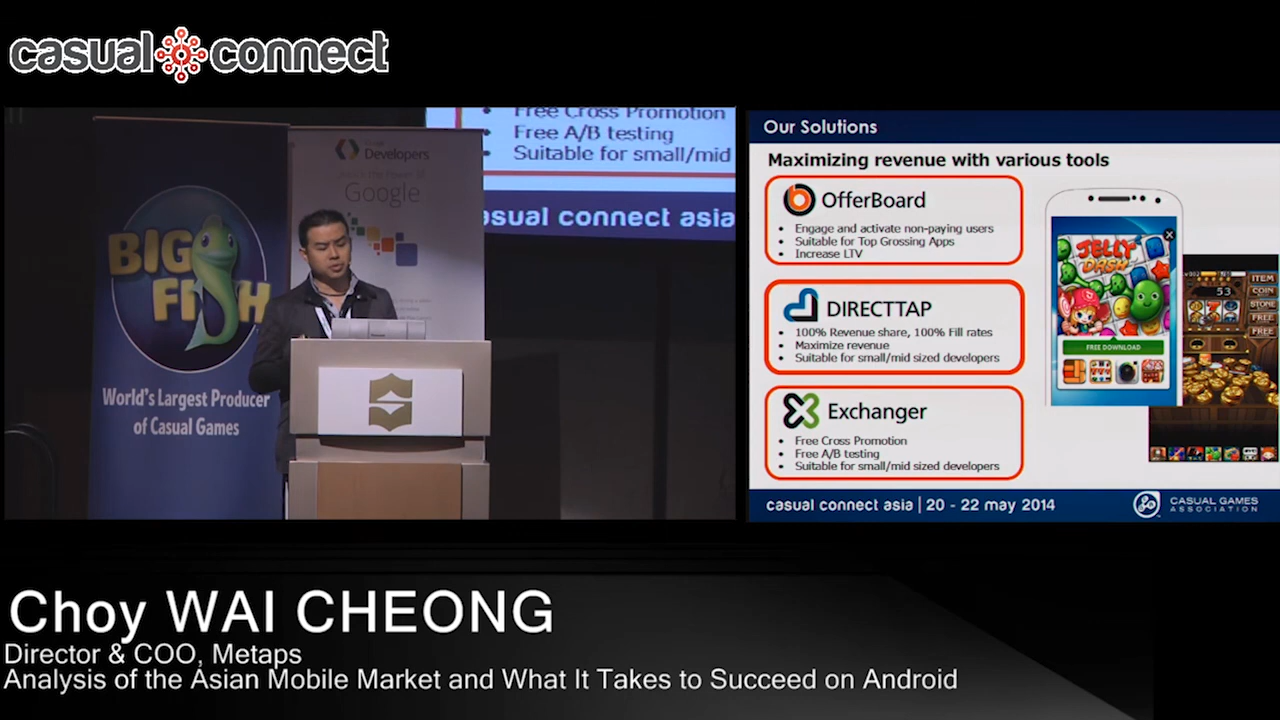 casual connect
Free Cross Promotion
Free A/B testing
Suitable for small/mid
casual connect asia
Developers
Google
BIG
FISH
World's Largest Producer
of Casual Games
Our Solutions
Maximizing revenue with various tools
OfferBoard
• Engage and activate non-paying users
• Suitable for Top Grossing Apps
• Increase LTV
DIRECTTAP
• 100% Revenue share, 100% Fill rates
• Maximize revenue
• Suitable for small/mid sized developers
Exchanger
• Free Cross Promotion
• Free A/B testing
• Suitable for small/mid sized developers
JELLY
DASH
FREE DOWNLOAD
53
ITEM
COIN
STONE
FREE
FREE
casual connect asia | 20 - 22 may 2014
CASUAL GAMES
ASSOCIATION
Choy WAI CHEONG
Director & COO, Metaps
Analysis of the Asian Mobile Market and What It Takes to Succeed on Android